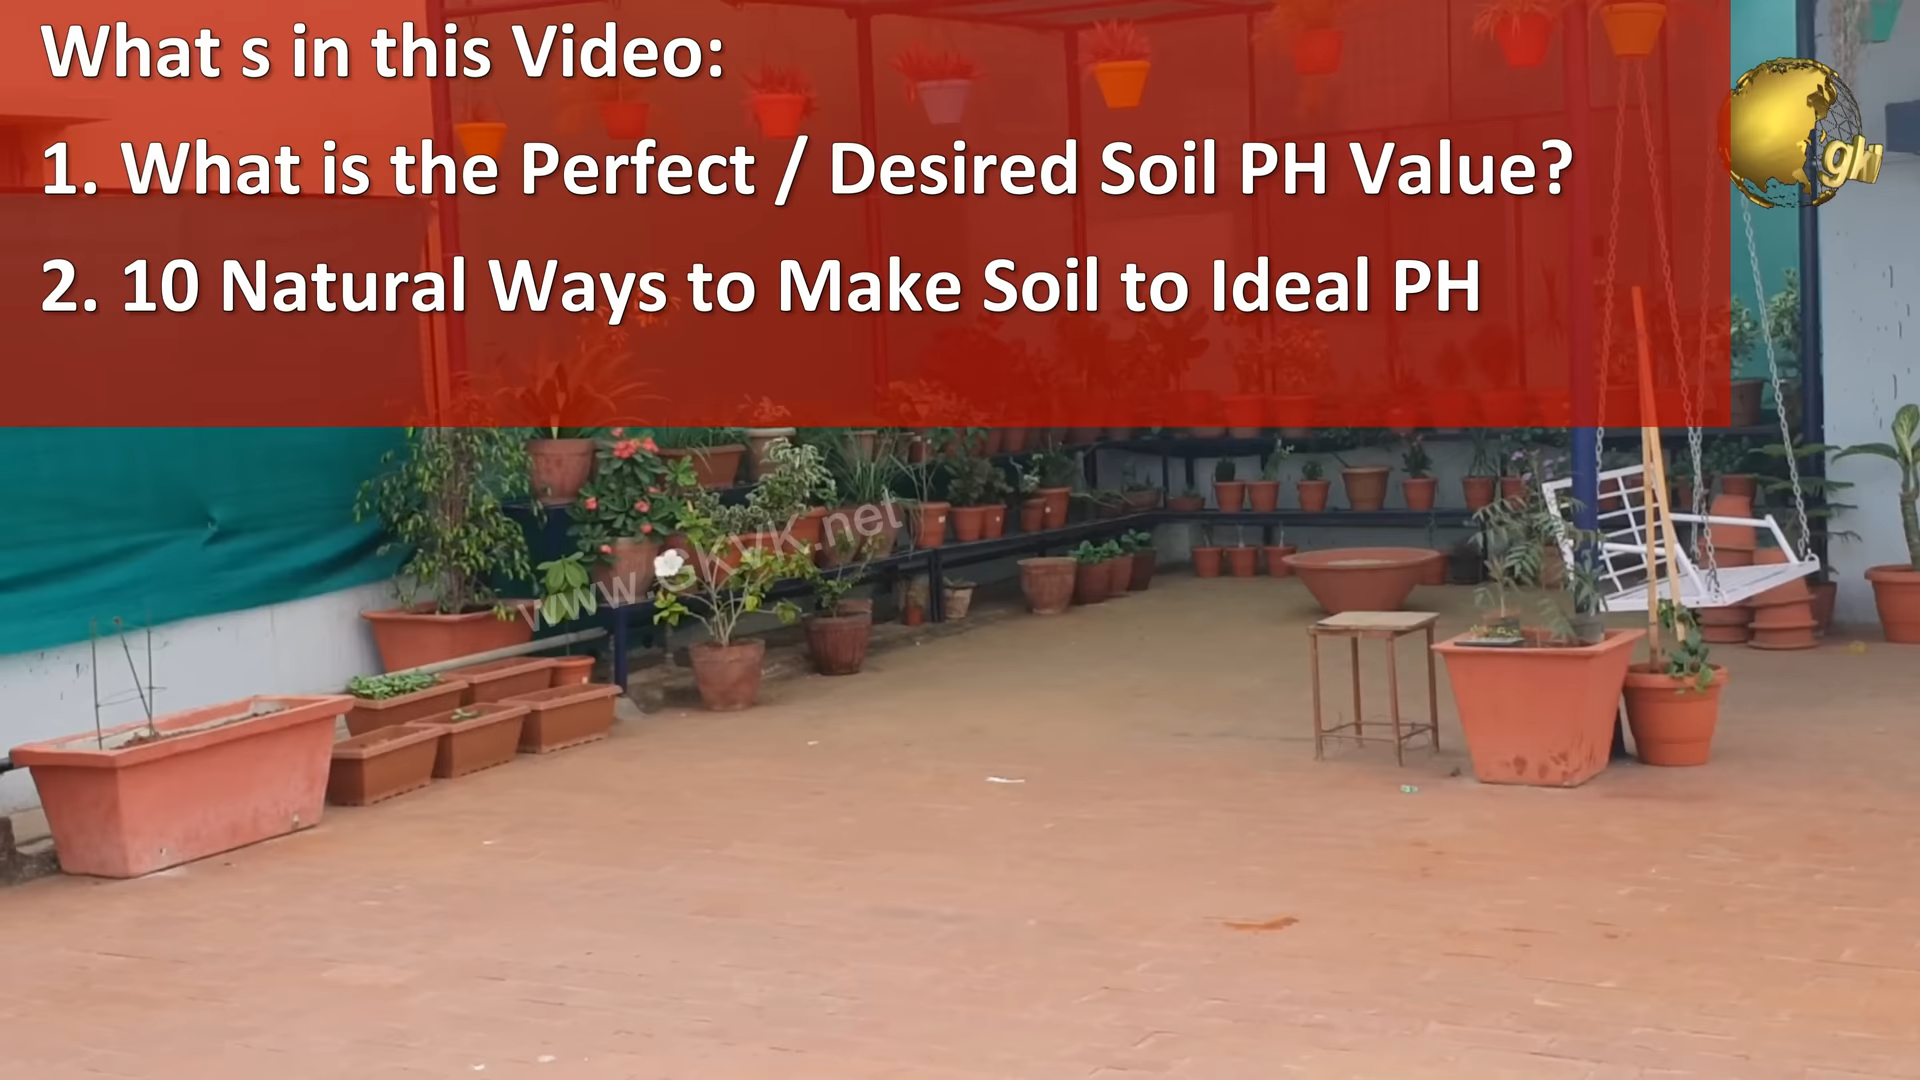 What s in this Video:
1. What is the Perfect / Desired Soil PH Value?
2. 10 Natural Ways to Make Soil to Ideal PH
www.GKVK.net